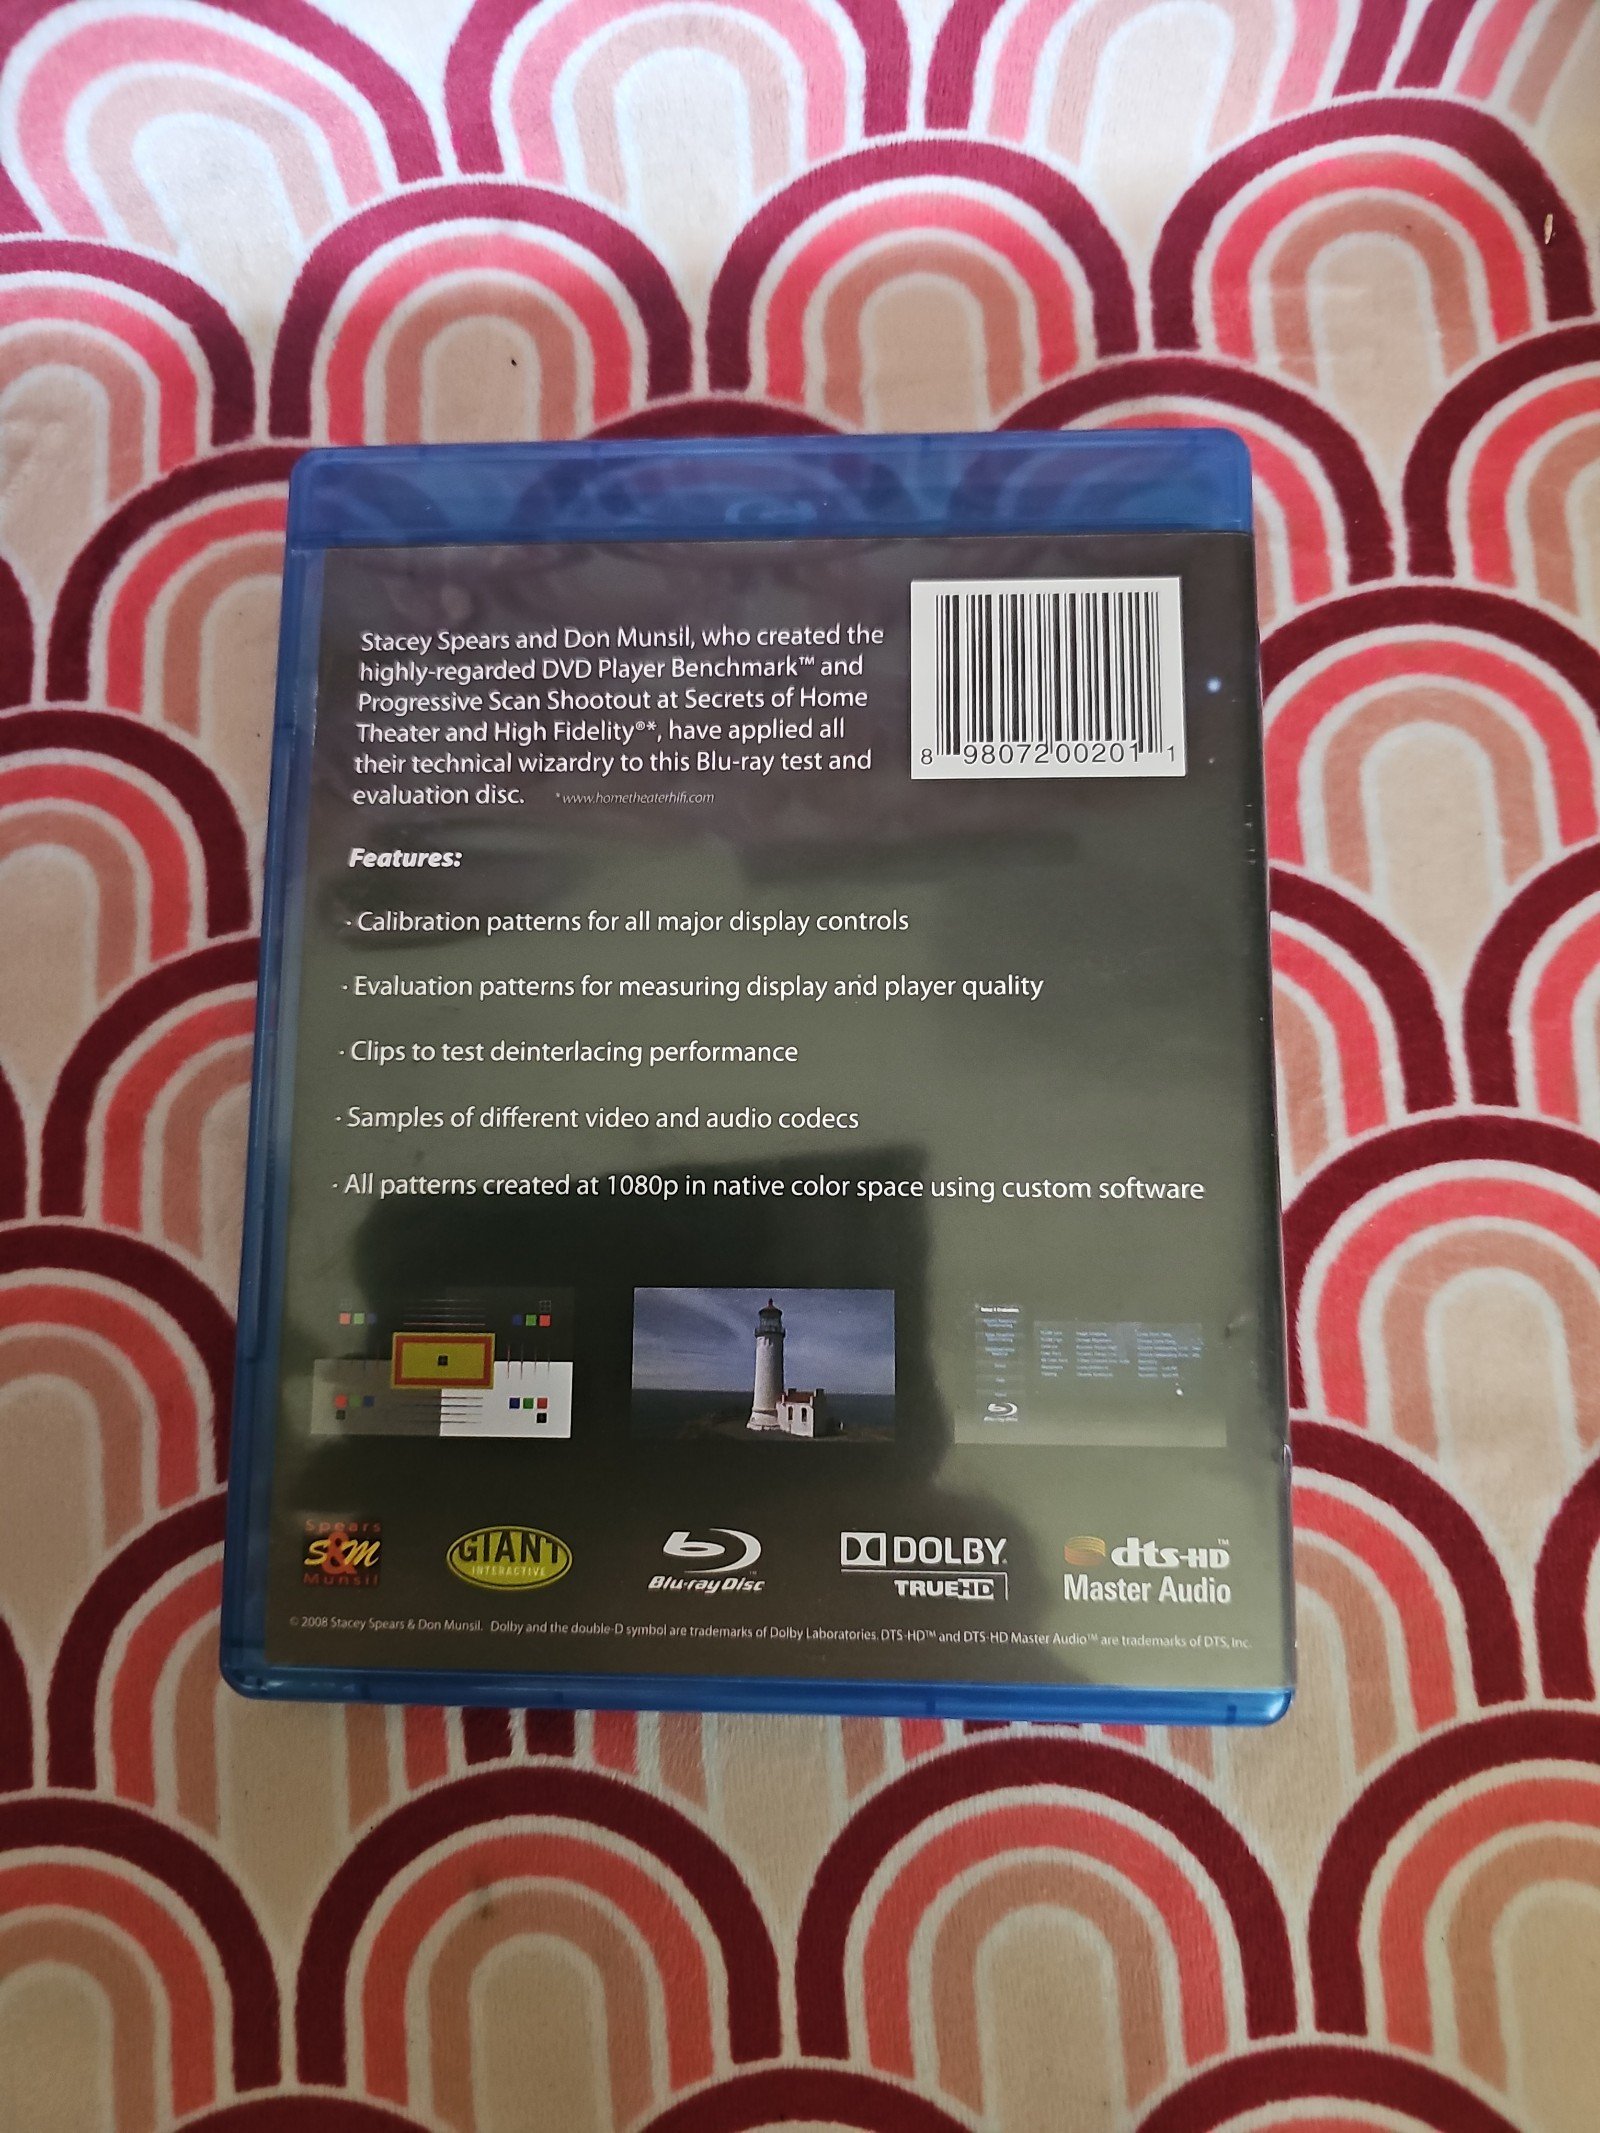 Stacey Spears and Don Munsil, who created the
highly-regarded DVD Player Benchmark™ and
Progressive Scan Shootout at Secrets of Home
Theater and High Fidelity®*, have applied all
their technical wizardry to this Blu-ray test and
evaluation disc. *www.hometheaterhifi.com
8 98072 00201 1
Features:
· Calibration patterns for all major display controls
· Evaluation patterns for measuring display and player quality
· Clips to test deinterlacing performance
· Samples of different video and audio codecs
· All patterns created at 1080p in native color space using custom software
Spears
S&M
Munsil
GIANT
INTERACTIVE
Blu-ray Disc™
DOLBY®
TRUEHD
dts-HD™
Master Audio
© 2008 Stacey Spears & Don Munsil. Dolby and the double-D symbol are trademarks of Dolby Laboratories. DTS-HD™ and DTS-HD Master Audio™ are trademarks of DTS, Inc.